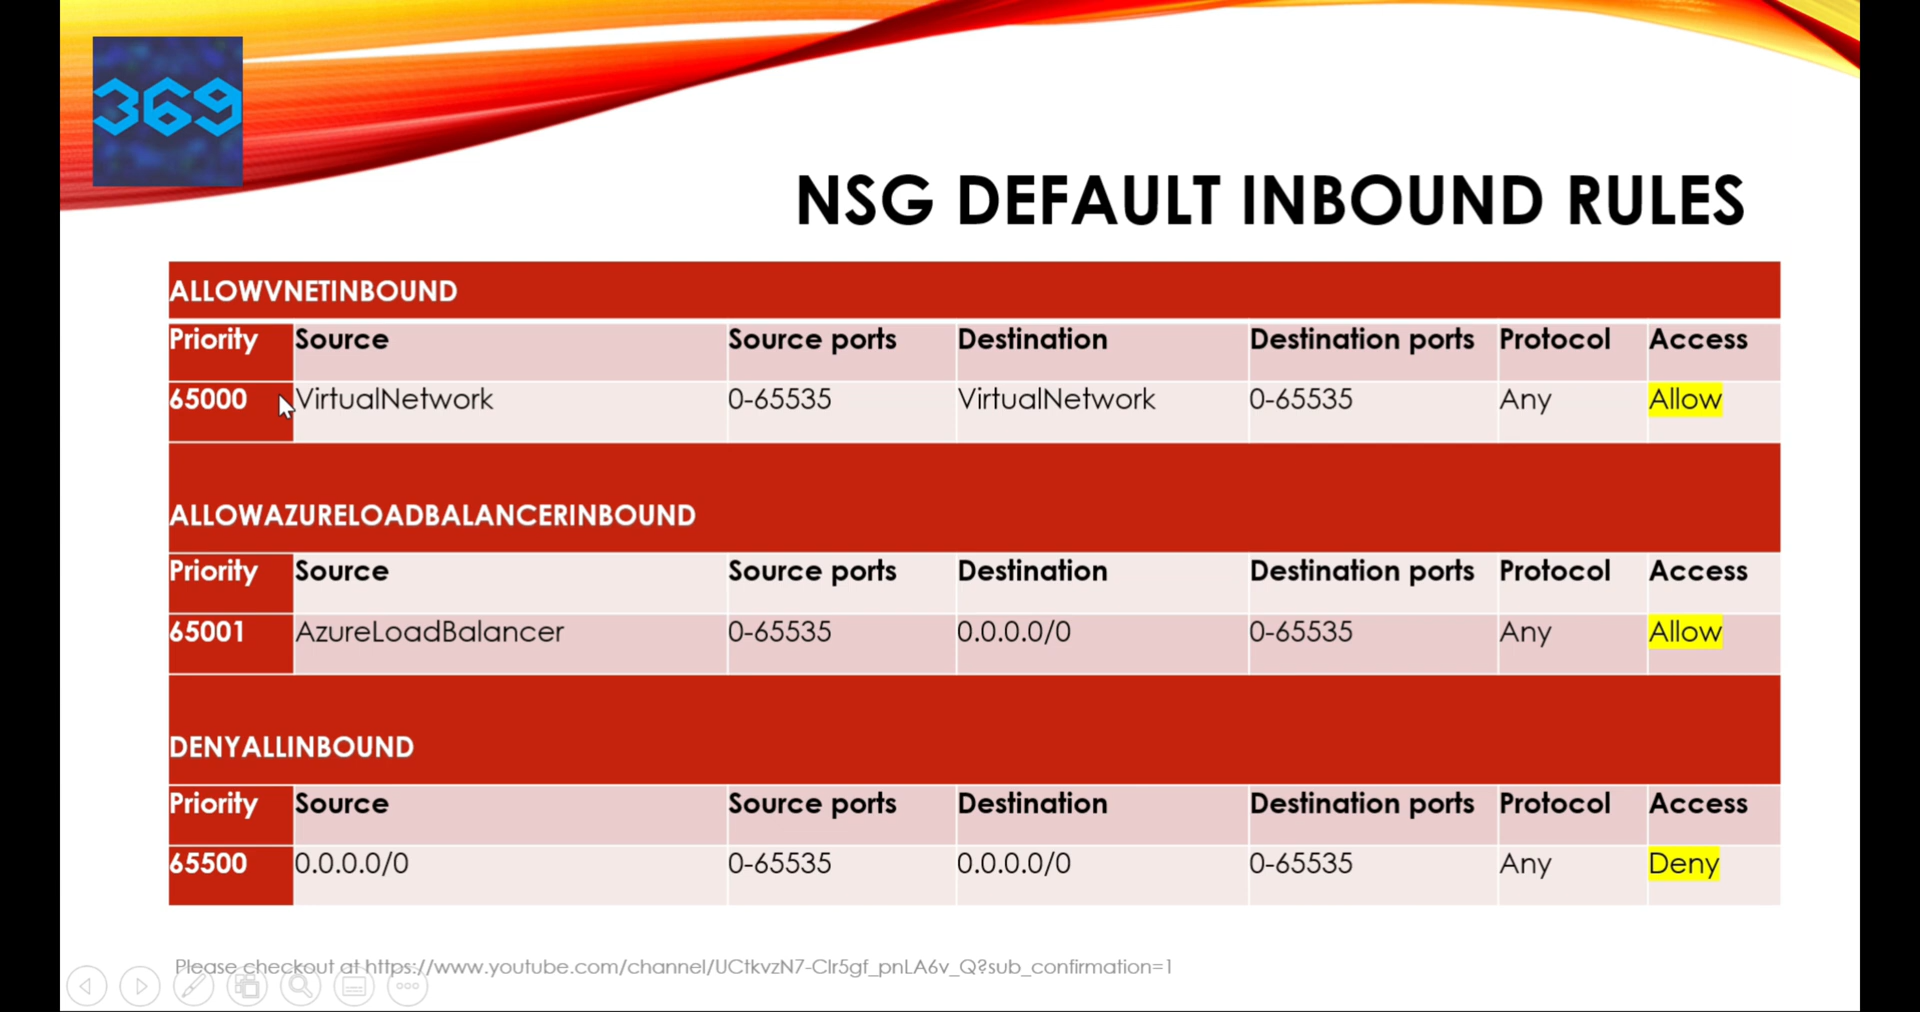 369
NSG DEFAULT INBOUND RULES
ALLOWVNETINBOUND
Priority Source Source ports Destination Destination ports Protocol Access
65000 VirtualNetwork 0-65535 VirtualNetwork 0-65535 Any Allow
ALLOWAZURELOADBALANCERINBOUND
Priority Source Source ports Destination Destination ports Protocol Access
65001 AzureLoadBalancer 0-65535 0.0.0.0/0 0-65535 Any Allow
DENYALLINBOUND
Priority Source Source ports Destination Destination ports Protocol Access
65500 0.0.0.0/0 0-65535 0.0.0.0/0 0-65535 Any Deny
Please checkout at https://www.youtube.com/channel/UCtkvzN7-Clr5gf_pnLA6v_Q?sub_confirmation=1